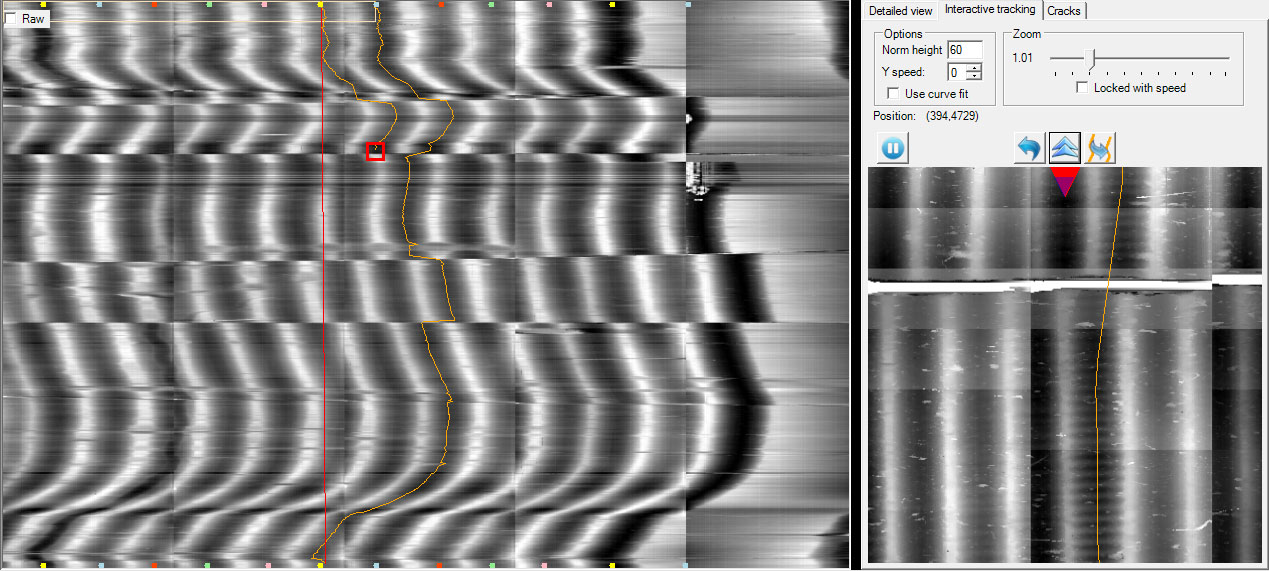 Raw
Detailed view Interactive tracking Cracks
Options
Norm height 60
Y speed: 0
Use curve fit
Zoom
1.01
Locked with speed
Position: (394,4729)